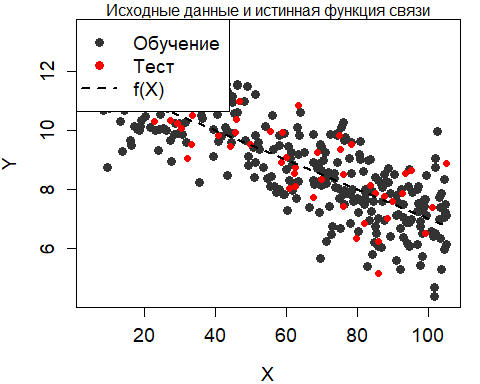 Исходные данные и истинная функция связи
Обучение
Тест
f(X)
12
10
8
6
Y
20 40 60 80 100
X